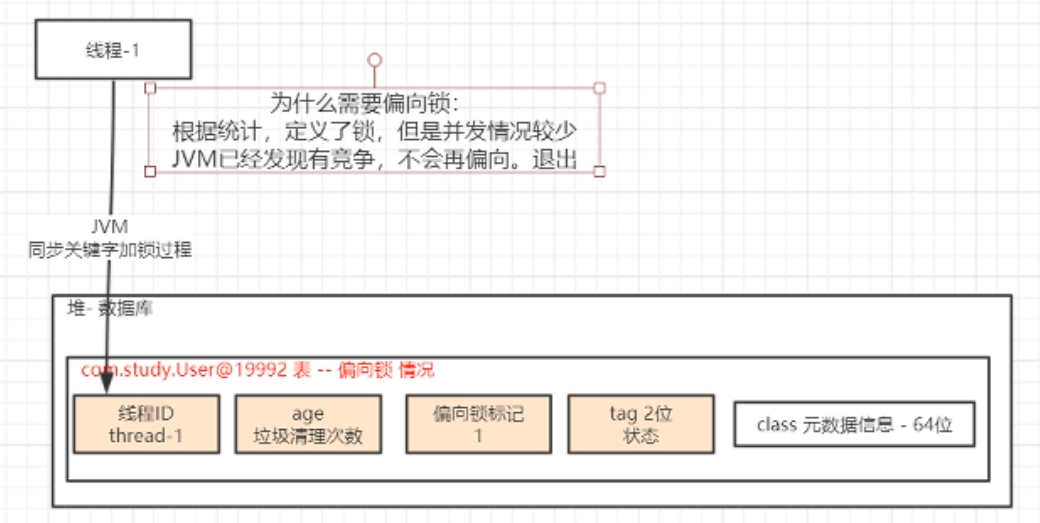 线程-1
为什么需要偏向锁：
根据统计，定义了锁，但是并发情况较少
JVM已经发现有竞争，不会再偏向。退出
JVM
同步关键字加锁过程
堆- 数据库
com.study.User@19992 表 -- 偏向锁 情况
线程ID
thread-1
age
垃圾清理次数
偏向锁标记
1
tag 2位
状态
class 元数据信息 - 64位